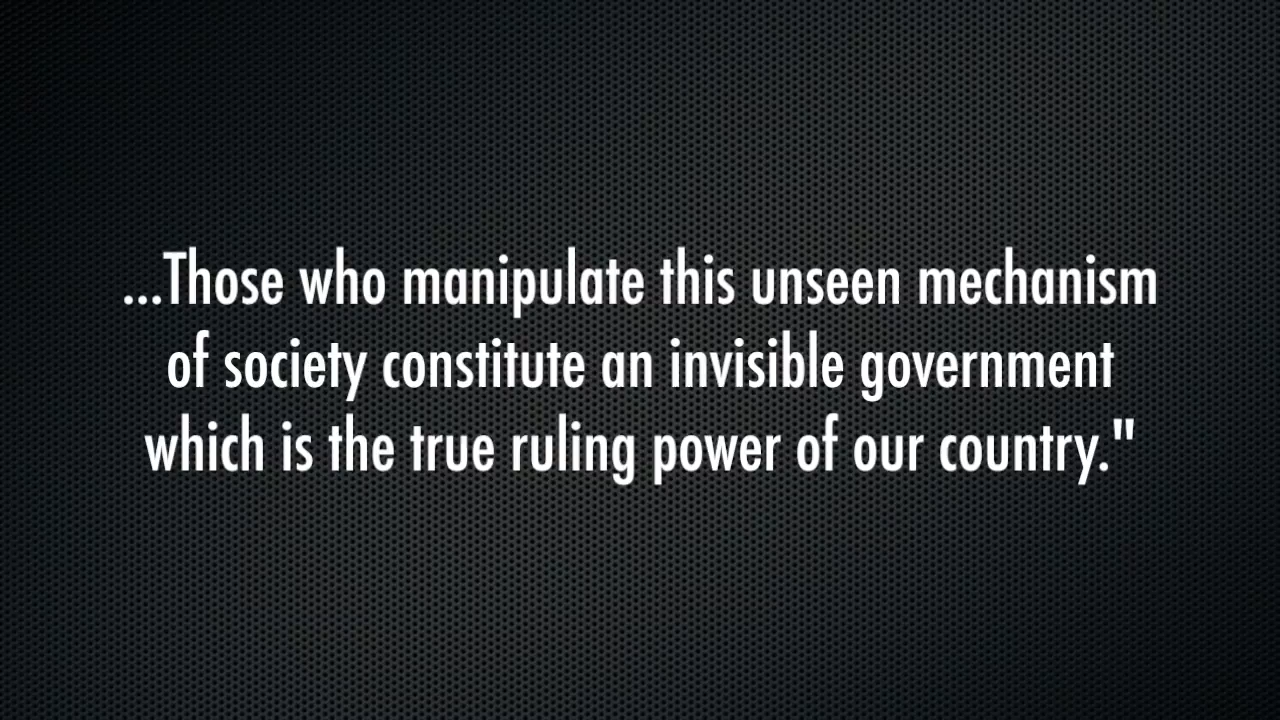 ...Those who manipulate this unseen mechanism
of society constitute an invisible government
which is the true ruling power of our country."